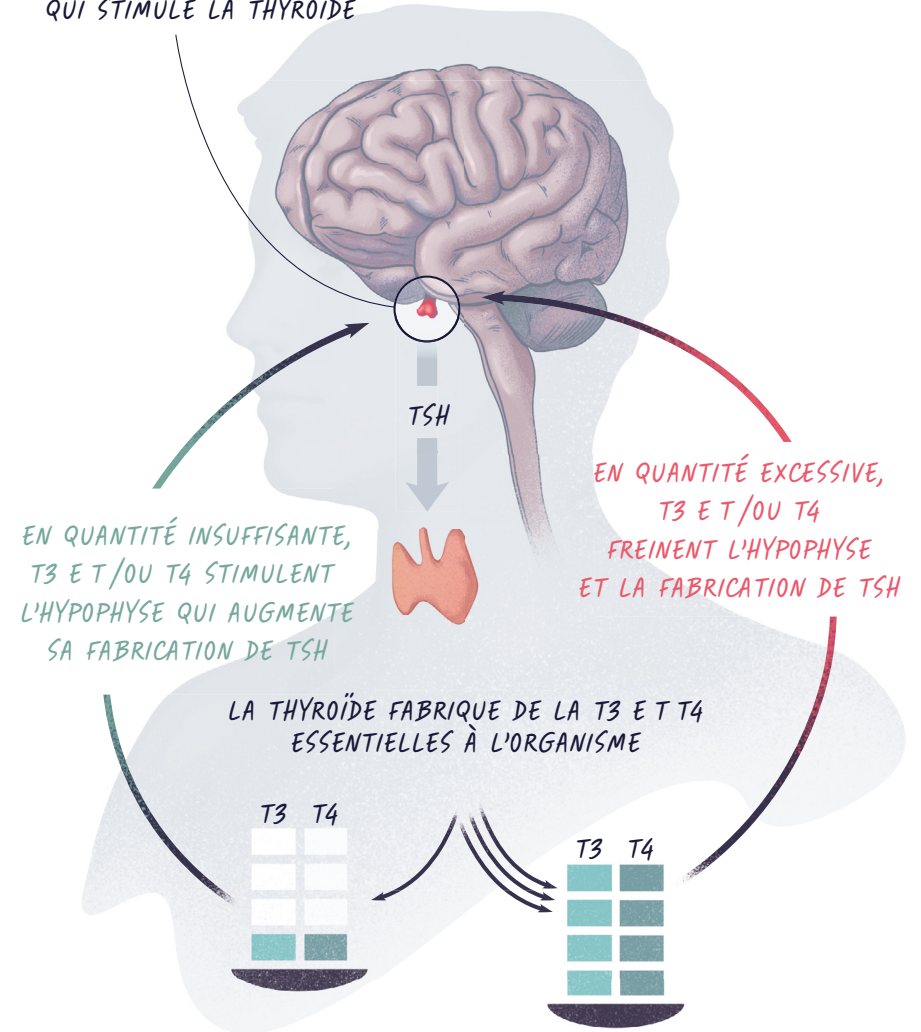 QUI STIMULE LA THYROÏDE
TSH
EN QUANTITÉ EXCESSIVE,
T3 E T /OU T4
FREINENT L'HYPOPHYSE
ET LA FABRICATION DE TSH
EN QUANTITÉ INSUFFISANTE,
T3 E T /OU T4 STIMULENT
L'HYPOPHYSE QUI AUGMENTE
SA FABRICATION DE TSH
LA THYROÏDE FABRIQUE DE LA T3 E T T4
ESSENTIELLES À L'ORGANISME
T3 T4
T3 T4